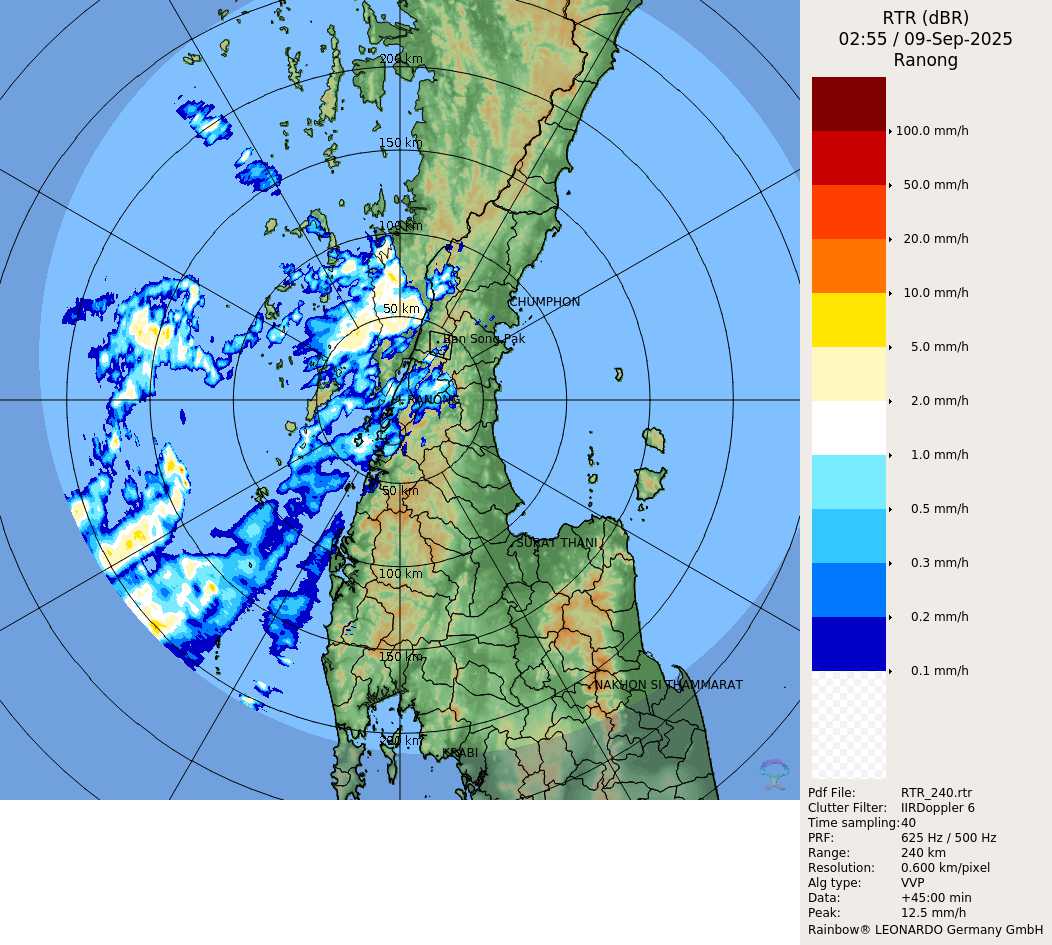 RTR (dBR)
02:55 / 09-Sep-2025
Ranong
100.0 mm/h
50.0 mm/h
20.0 mm/h
10.0 mm/h
5.0 mm/h
2.0 mm/h
1.0 mm/h
0.5 mm/h
0.3 mm/h
0.2 mm/h
0.1 mm/h
200 km
150 km
100 km
CHUMPHON
50 km
Ban Song Pak
RANONG
50 km
SURAT THANI
100 km
150 km
NAKHON SI THAMMARAT
200 km
KRABI
Pdf File: RTR_240.rtr
Clutter Filter: IIRDoppler 6
Time sampling:40
PRF: 625 Hz / 500 Hz
Range: 240 km
Resolution: 0.600 km/pixel
Alg type: VVP
Data: +45:00 min
Peak: 12.5 mm/h
Rainbow® LEONARDO Germany GmbH